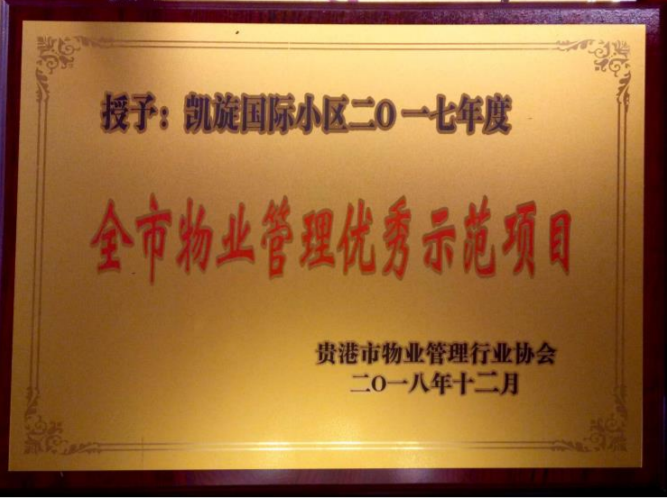 授予：凯旋国际小区二0一七年度
全市物业管理优秀示范项目
贵港市物业管理行业协会
二0一八年十二月